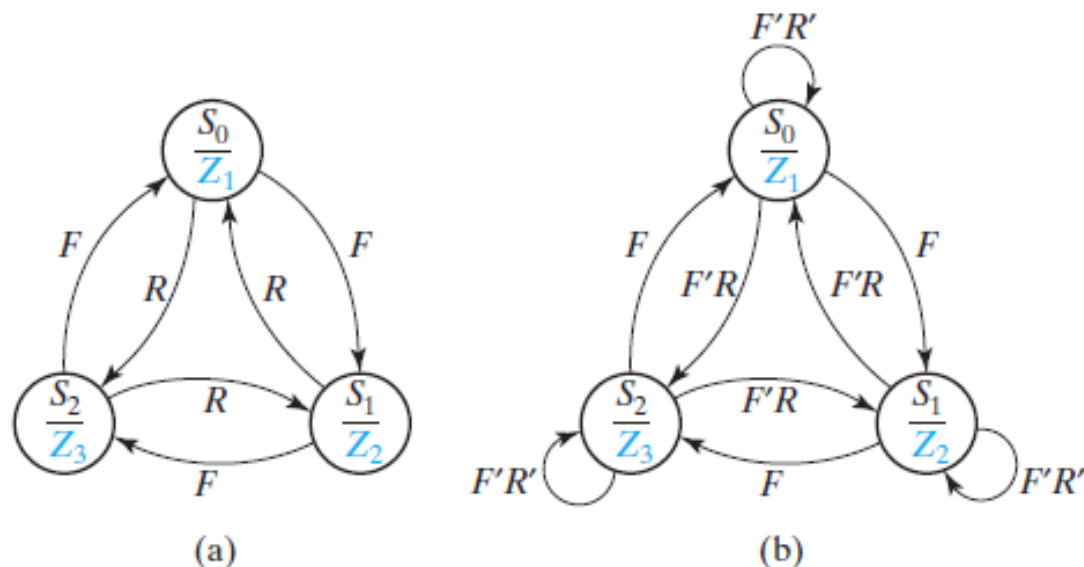 S₀
Z₁
F
R
R
F
S₂
Z₃
R
S₁
Z₂
F
(a)
F'R'
S₀
Z₁
F
F'R
F'R
F
S₂
Z₃
F'R
S₁
Z₂
F'R'
F
F'R'
(b)